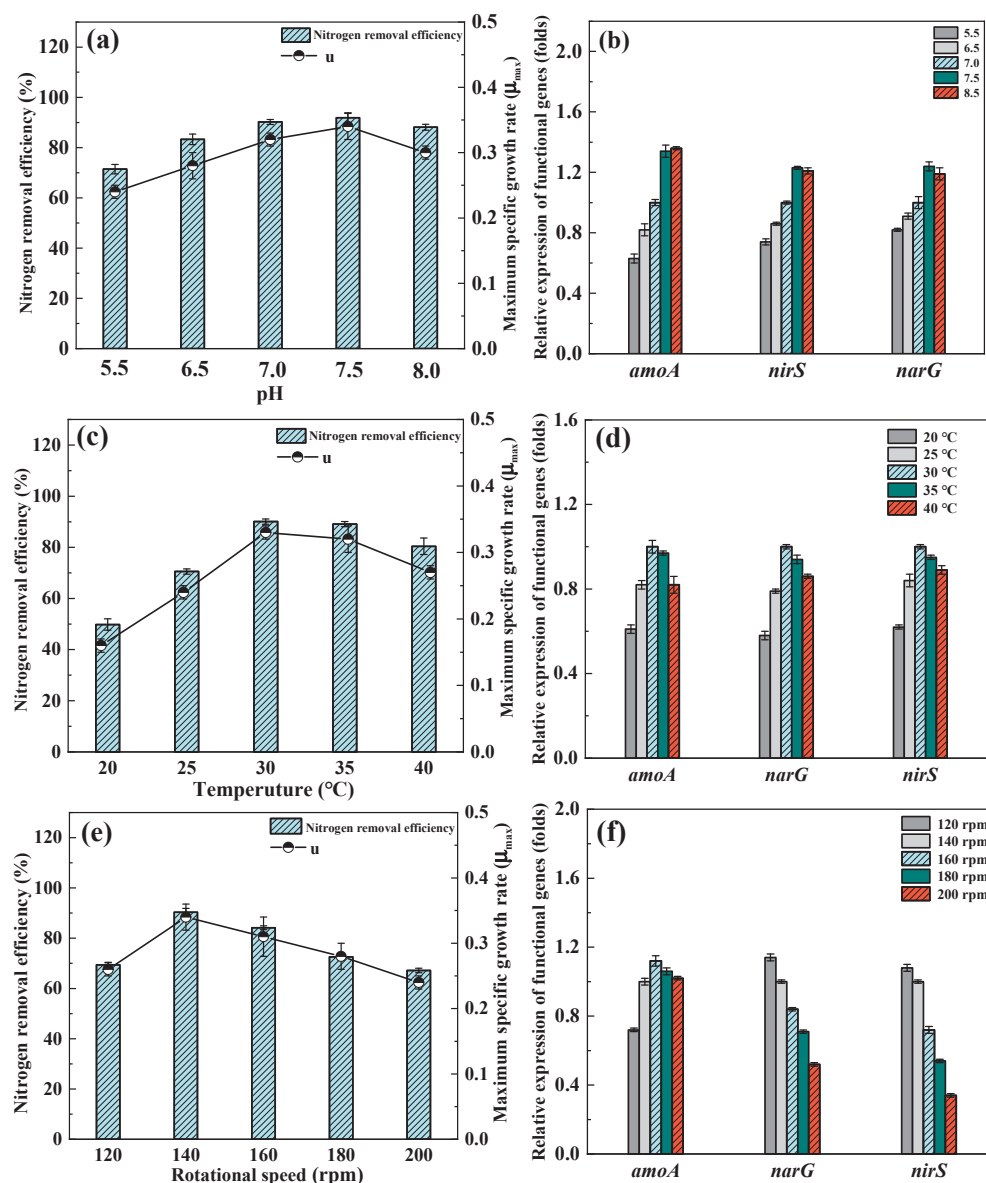 (a)
Nitrogen removal efficiency
u
Nitrogen removal efficiency (%)
120
100
80
60
40
20
0
0.5
0.4
0.3
0.2
0.1
0.0
Maximum specific growth rate (μmax)
5.5 6.5 7.0 7.5 8.0
pH
(b)
5.5
6.5
7.0
7.5
8.5
Relative expression of functional genes (folds)
2.0
1.6
1.2
0.8
0.4
0.0
amoA nirS narG
(c)
Nitrogen removal efficiency
u
Nitrogen removal efficiency (%)
120
100
80
60
40
20
0
0.5
0.4
0.3
0.2
0.1
0.0
Maximum specific growth rate (μmax)
20 25 30 35 40
Temperuture (°C)
(d)
20 °C
25 °C
30 °C
35 °C
40 °C
Relative expression of functional genes (folds)
1.6
1.2
0.8
0.4
0.0
amoA narG nirS
(e)
Nitrogen removal efficiency
u
Nitrogen removal efficiency (%)
120
100
80
60
40
20
0
0.5
0.4
0.3
0.2
0.1
0.0
Maximum specific growth rate (μmax)
120 140 160 180 200
Rotational speed (rpm)
(f)
120 rpm
140 rpm
160 rpm
180 rpm
200 rpm
Relative expression of functional genes (folds)
2.0
1.6
1.2
0.8
0.4
0.0
amoA narG nirS